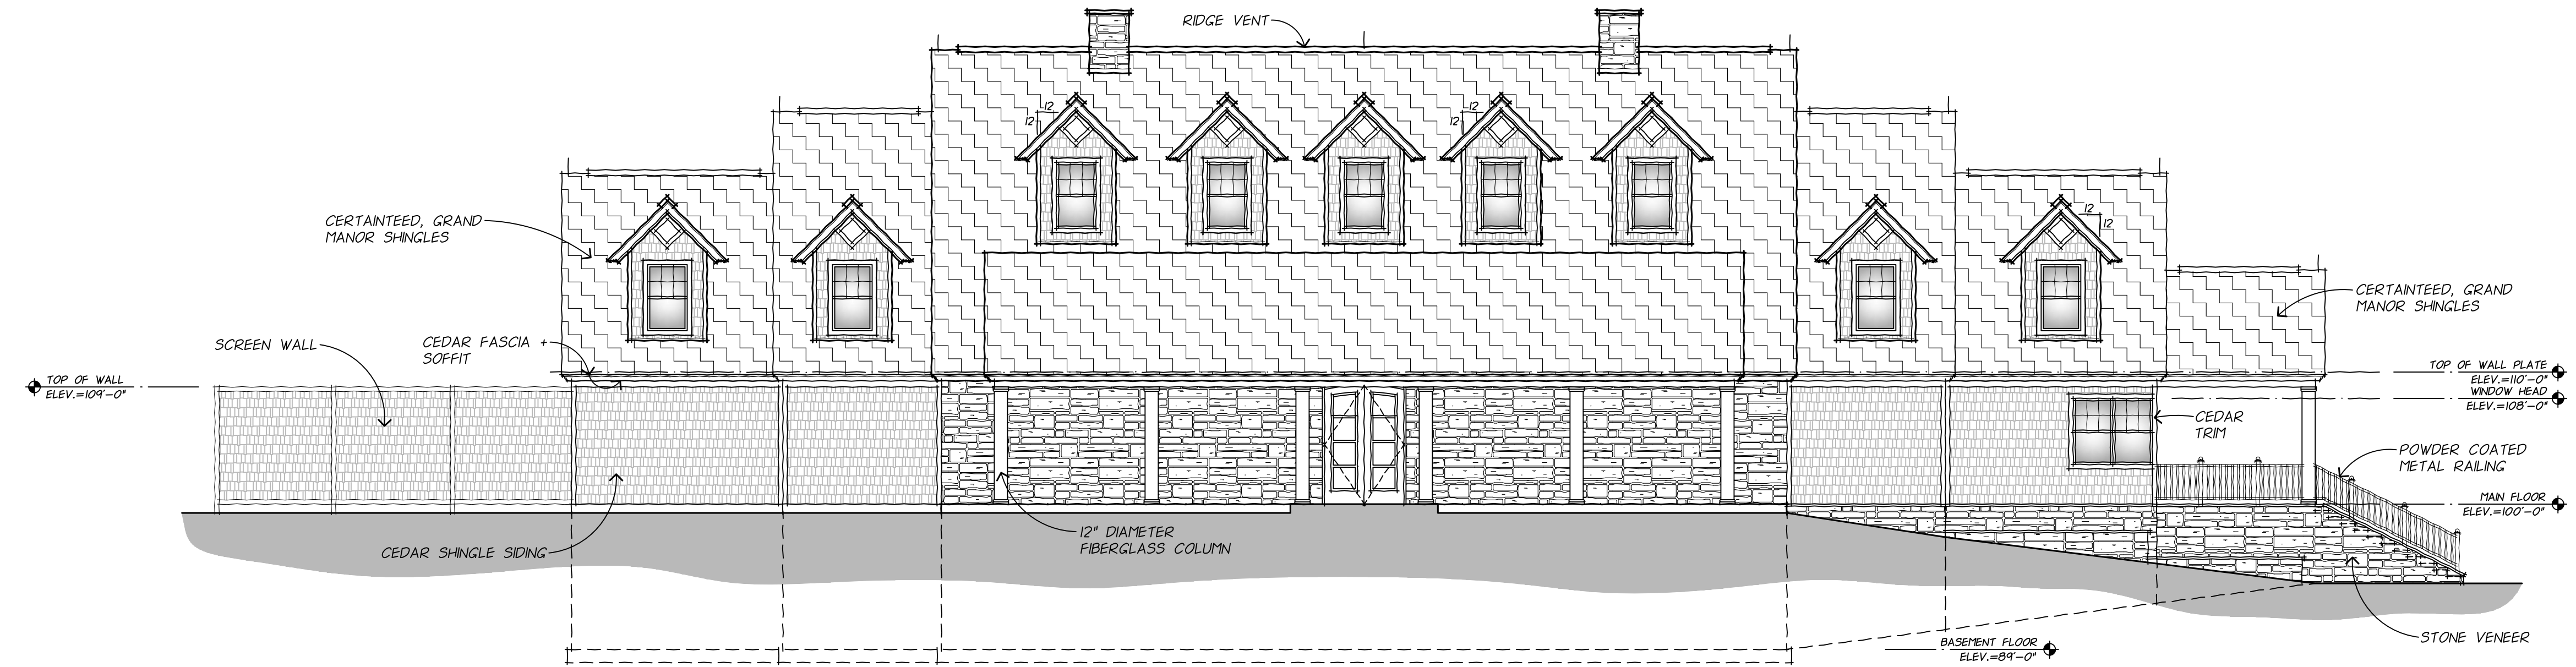 RIDGE VENT
12
12
12
12
12
12
CERTAINTEED, GRAND
MANOR SHINGLES
CERTAINTEED, GRAND
MANOR SHINGLES
SCREEN WALL
CEDAR FASCIA +
SOFFIT
TOP OF WALL
ELEV.=109'-0"
TOP OF WALL PLATE
ELEV.=110'-0"
WINDOW HEAD
ELEV.=108'-0"
CEDAR
TRIM
POWDER COATED
METAL RAILING
MAIN FLOOR
ELEV.=100'-0"
CEDAR SHINGLE SIDING
12" DIAMETER
FIBERGLASS COLUMN
STONE VENEER
BASEMENT FLOOR
ELEV.=89'-0"